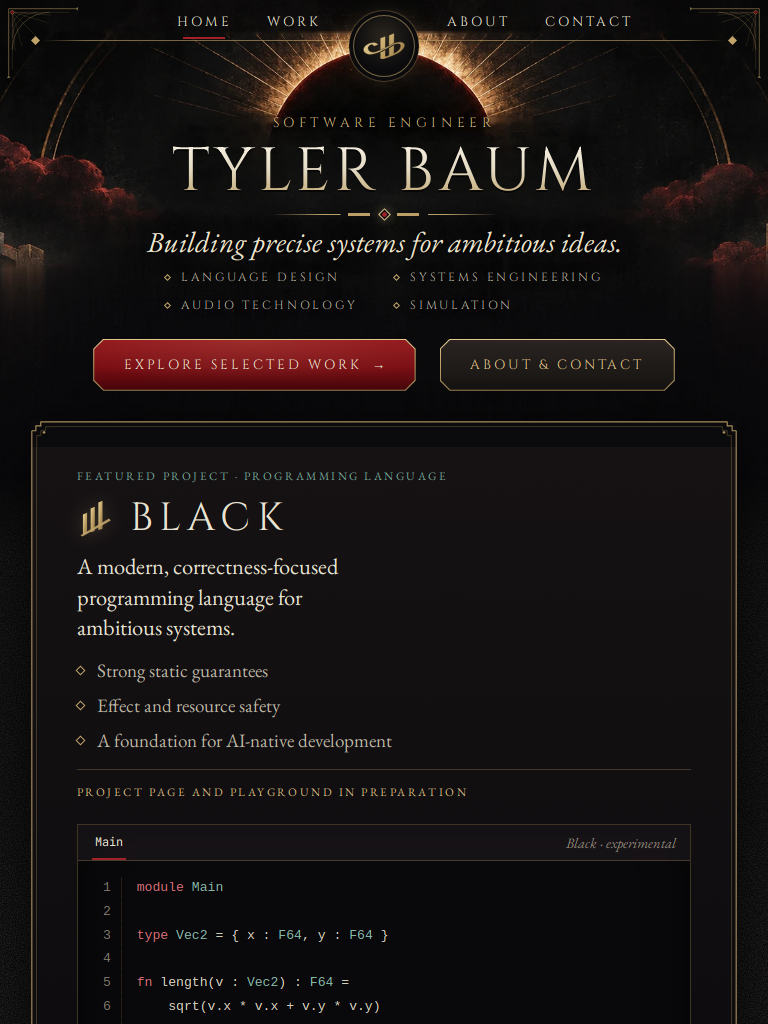 HOME WORK ABOUT CONTACT
SOFTWARE ENGINEER
TYLER BAUM
Building precise systems for ambitious ideas.
LANGUAGE DESIGN SYSTEMS ENGINEERING
AUDIO TECHNOLOGY SIMULATION
EXPLORE SELECTED WORK → ABOUT & CONTACT
FEATURED PROJECT · PROGRAMMING LANGUAGE
BLACK
A modern, correctness-focused
programming language for
ambitious systems.
Strong static guarantees
Effect and resource safety
A foundation for AI-native development
PROJECT PAGE AND PLAYGROUND IN PREPARATION
Main Black · experimental
1 module Main
2
3 type Vec2 = { x : F64, y : F64 }
4
5 fn length(v : Vec2) : F64 =
6     sqrt(v.x * v.x + v.y * v.y)